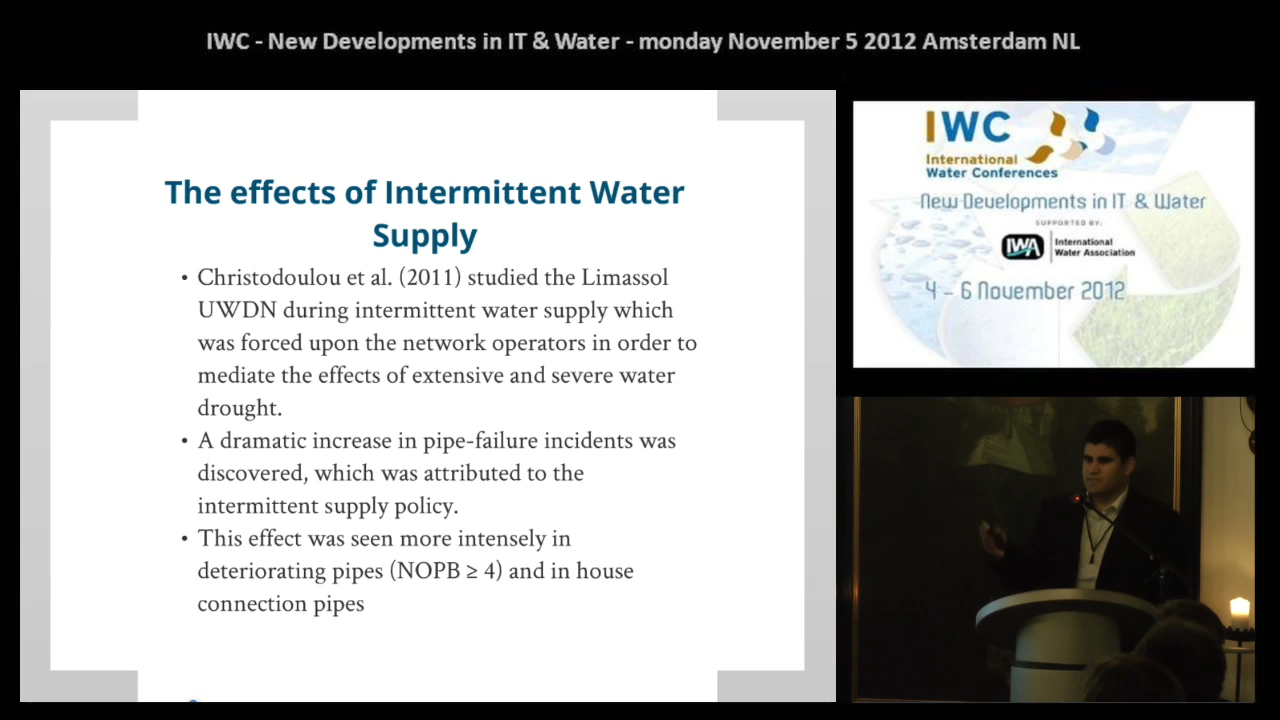 IWC - New Developments in IT & Water - monday November 5 2012 Amsterdam NL
The effects of Intermittent Water
Supply
• Christodoulou et al. (2011) studied the Limassol
UWDN during intermittent water supply which
was forced upon the network operators in order to
mediate the effects of extensive and severe water
drought.
• A dramatic increase in pipe-failure incidents was
discovered, which was attributed to the
intermittent supply policy.
• This effect was seen more intensely in
deteriorating pipes (NOPB ≥ 4) and in house
connection pipes
IWC
International
Water Conferences
New Developments in IT & Water
SUPPORTED BY:
IWA International
Water Association
4 – 6 November 2012